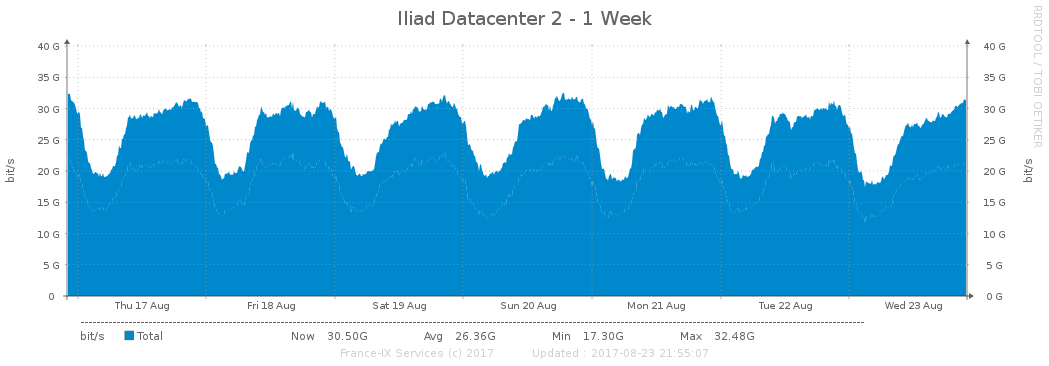 Iliad Datacenter 2 - 1 Week
RRDTOOL / TOBI OETIKER
bit/s
40 G 40 G
35 G 35 G
30 G 30 G
25 G 25 G
20 G 20 G
15 G 15 G
10 G 10 G
5 G 5 G
0 0 G
bit/s
Thu 17 Aug Fri 18 Aug Sat 19 Aug Sun 20 Aug Mon 21 Aug Tue 22 Aug Wed 23 Aug
bit/s Total Now 30.50G Avg 26.36G Min 17.30G Max 32.48G
France-IX Services (c) 2017 Updated : 2017-08-23 21:55:07